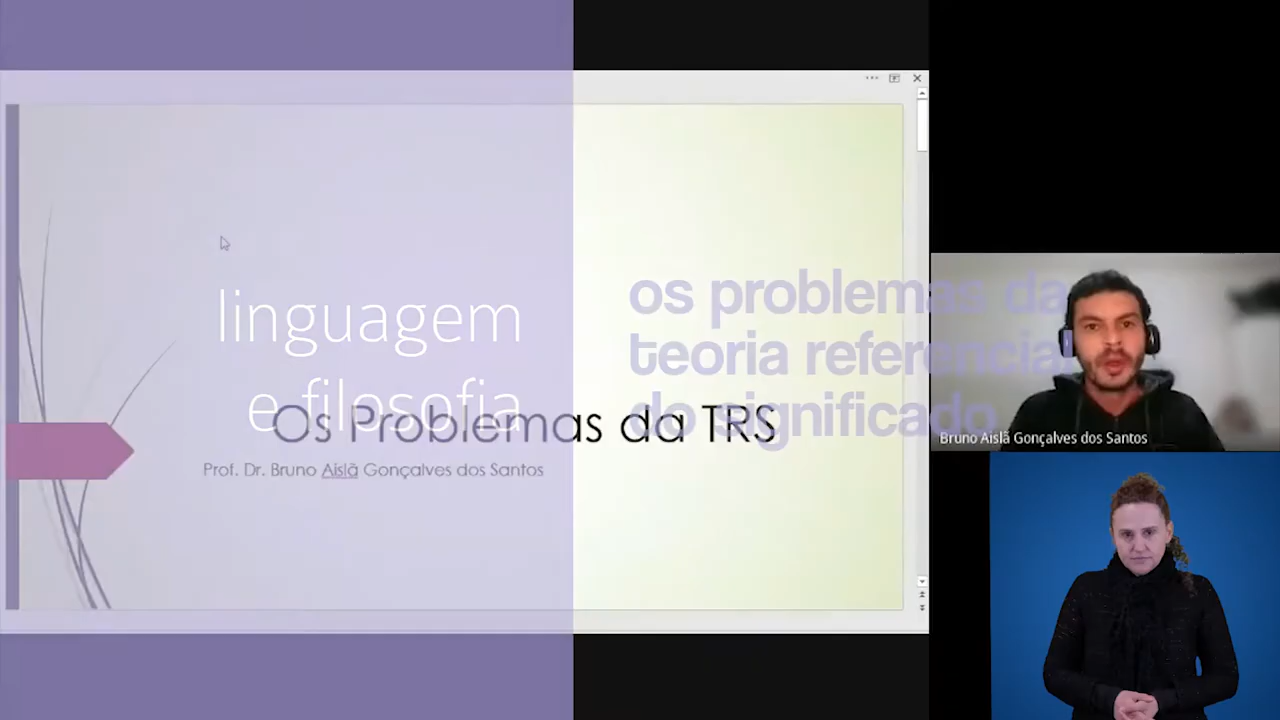 linguagem
e filosofia
os problemas da
teoria referencial
do significado
Os Problemas da TRS
Prof. Dr. Bruno Aislã Gonçalves dos Santos
Bruno Aislã Gonçalves dos Santos